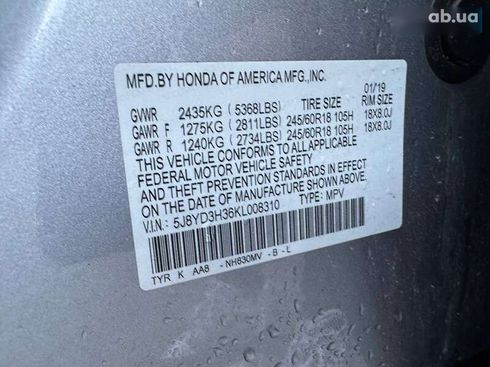 ab.ua
MFD.BY HONDA OF AMERICA MFG.,INC.
01/19
GVWR 2435KG (5368LBS) TIRE SIZE RIM SIZE
GAWR F 1275KG (2811LBS) 245/60R18 105H 18X8.0J
GAWR R 1240KG (2734LBS) 245/60R18 105H 18X8.0J
THIS VEHICLE CONFORMS TO ALL APPLICABLE
FEDERAL MOTOR VEHICLE SAFETY
AND THEFT PREVENTION STANDARDS IN EFFECT ON
THE DATE OF MANUFACTURE SHOWN ABOVE.
V.I.N.: 5J8YD3H36KL008310 TYPE: MPV
TYR K AA8 -NH830MV -B -L